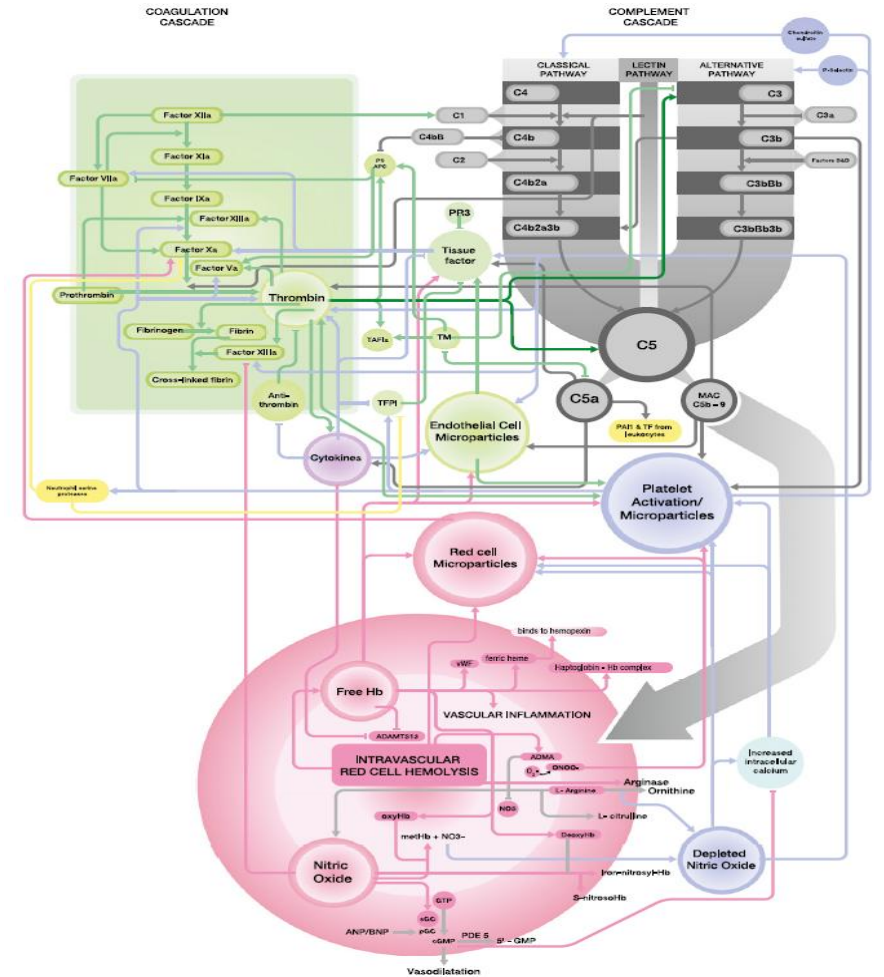 COAGULATION
CASCADE
COMPLEMENT
CASCADE
Chondroitin
sulfate
P-Selectin
CLASSICAL
PATHWAY
LECTIN
PATHWAY
ALTERNATIVE
PATHWAY
C4
C3
Factor XIIa
C1
C3a
C4bB
C4b
C3b
Factor XIa
C2
Factors B&D
Factor VIIa
C4b2a
C3bBb
Factor IXa
PR3
Factor XIIIa
C4b2a3b
C3bBb3b
Tissue
factor
Factor Xa
Factor Va
Prothrombin
Thrombin
Fibrinogen
Fibrin
TAFIa
TM
C5
Factor XIIIa
Cross-linked fibrin
Anti-
thrombin
TFPI
C5a
MAC
C5b-9
PAI1 & TF from
leukocytes
Endothelial Cell
Microparticles
Cytokines
Neutrophil serine
proteases
Platelet
Activation/
Microparticles
Red cell
Microparticles
binds to hemopexin
vWF
ferric heme
Haptoglobin - Hb complex
Free Hb
VASCULAR INFLAMMATION
ADAMTS13
INTRAVASCULAR
RED CELL HEMOLYSIS
ADMA
ONOO-
Increased
intracellular
calcium
Arginase
L- Arginine
Ornithine
NO3
L- citrulline
oxyHb
metHb + NO3-
DeoxyHb
Nitric
Oxide
Depleted
Nitric Oxide
Iron-nitrosyl-Hb
S-nitrosoHb
GTP
sGC
ANP/BNP
pGC
cGMP
PDE 5
5' - GMP
Vasodilatation